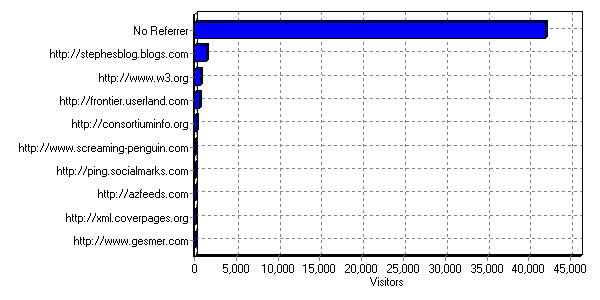 No Referrer
http://stephesblog.blogs.com
http://www.w3.org
http://frontier.userland.com
http://consortiuminfo.org
http://www.screaming-penguin.com
http://ping.socialmarks.com
http://azfeeds.com
http://xml.coverpages.org
http://www.gesmer.com
0 5,000 10,000 15,000 20,000 25,000 30,000 35,000 40,000 45,000
Visitors